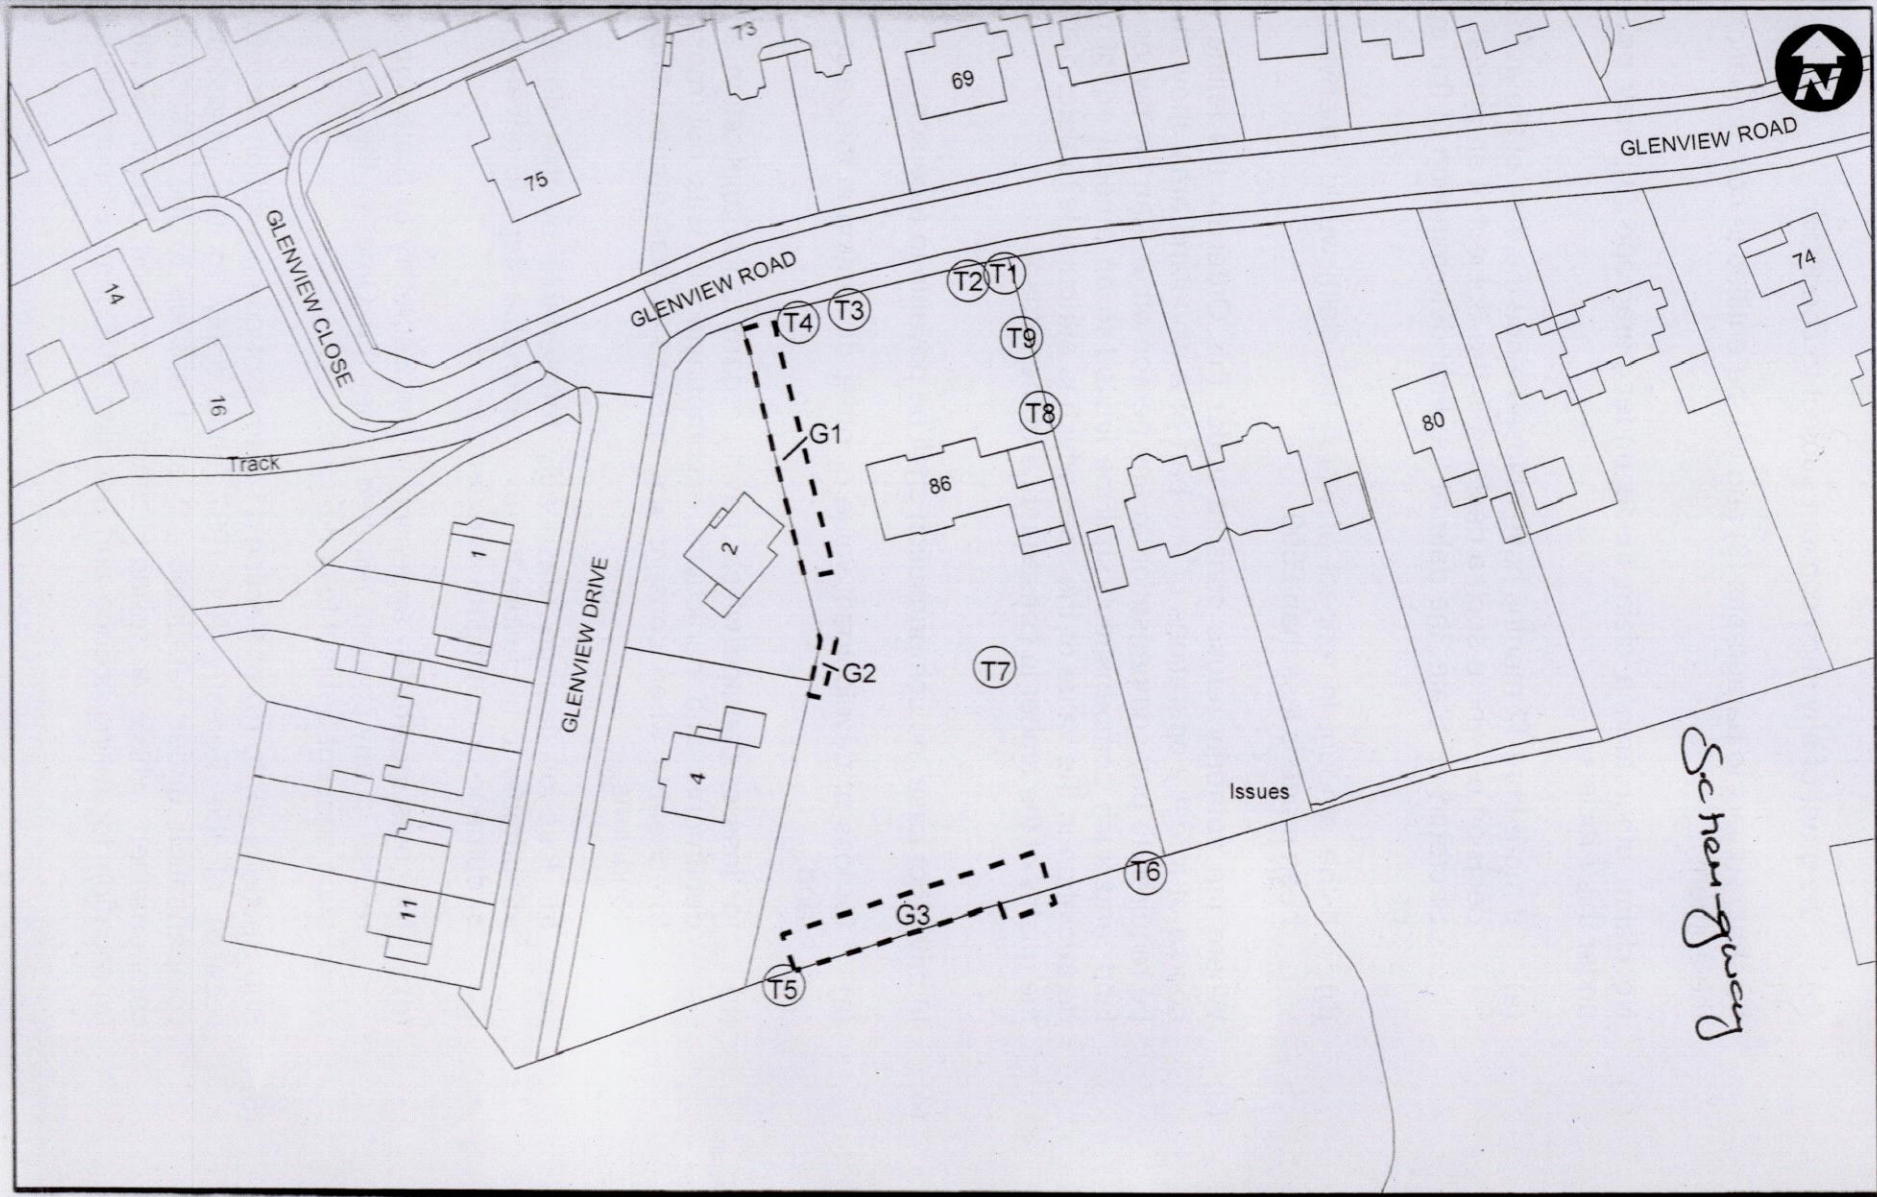 73
69
N
GLENVIEW ROAD
75
GLENVIEW CLOSE
14
16
Track
GLENVIEW ROAD
T4
T3
T2
T1
T9
T8
74
80
G1
86
2
1
GLENVIEW DRIVE
G2
T7
4
11
Issues
G3
T6
T5